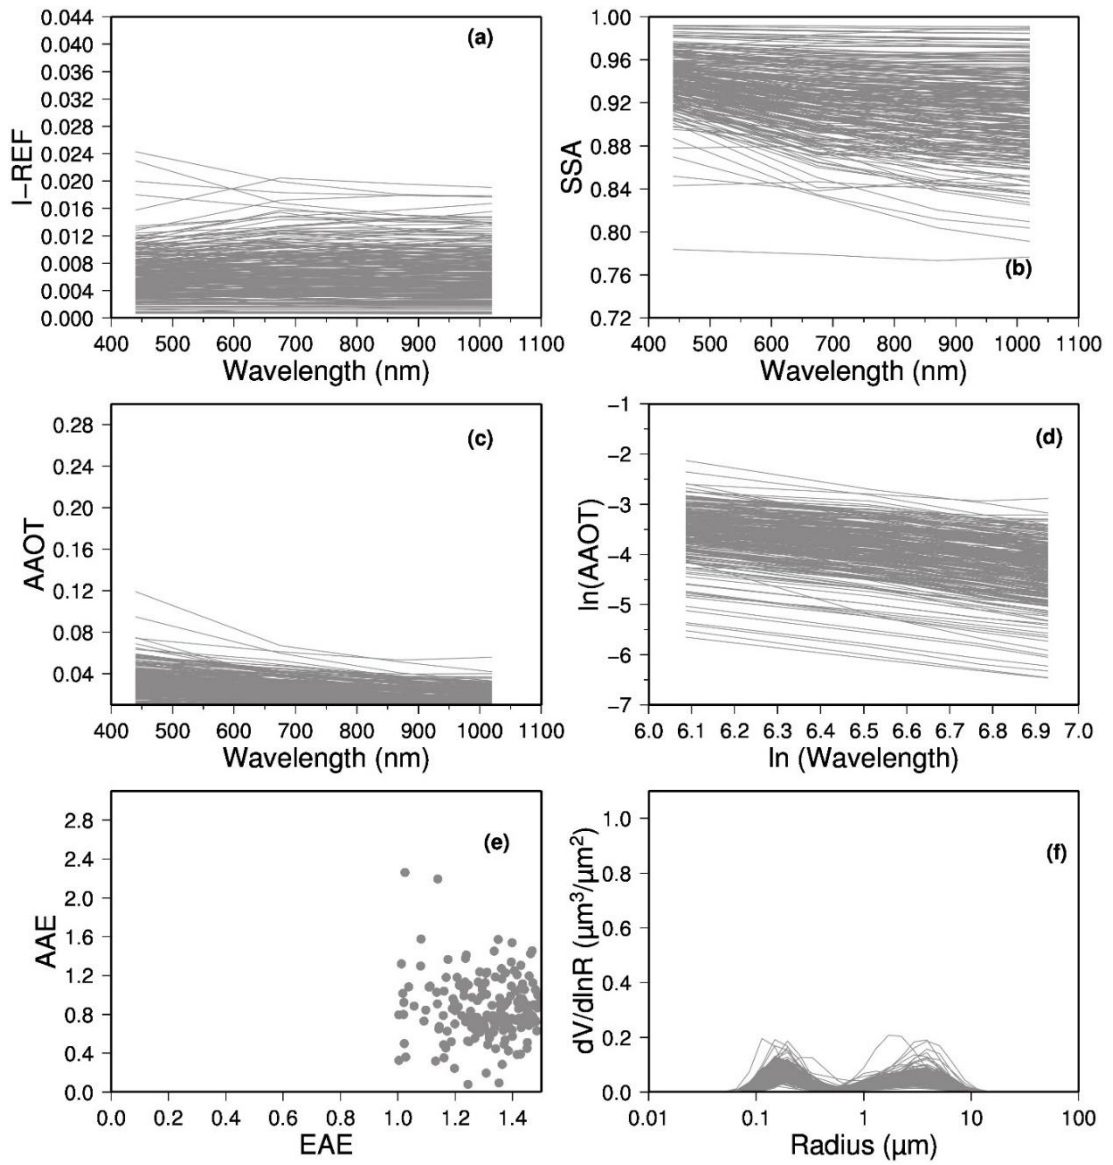 0.044
0.040
0.036
0.032
0.028
0.024
0.020
0.016
0.012
0.008
0.004
0.000
I-REF
(a)
400 500 600 700 800 900 1000 1100
Wavelength (nm)
1.00
0.96
0.92
0.88
0.84
0.80
0.76
0.72
SSA
(b)
400 500 600 700 800 900 1000 1100
Wavelength (nm)
0.28
0.24
0.20
0.16
0.12
0.08
0.04
AAOT
(c)
400 500 600 700 800 900 1000 1100
Wavelength (nm)
−1
−2
−3
−4
−5
−6
−7
ln(AAOT)
(d)
6.0 6.1 6.2 6.3 6.4 6.5 6.6 6.7 6.8 6.9 7.0
ln (Wavelength)
2.8
2.4
2.0
1.6
1.2
0.8
0.4
0.0
AAE
(e)
0.0 0.2 0.4 0.6 0.8 1.0 1.2 1.4
EAE
1.0
0.8
0.6
0.4
0.2
0.0
dV/dlnR (μm³/μm²)
(f)
0.01 0.1 1 10 100
Radius (μm)